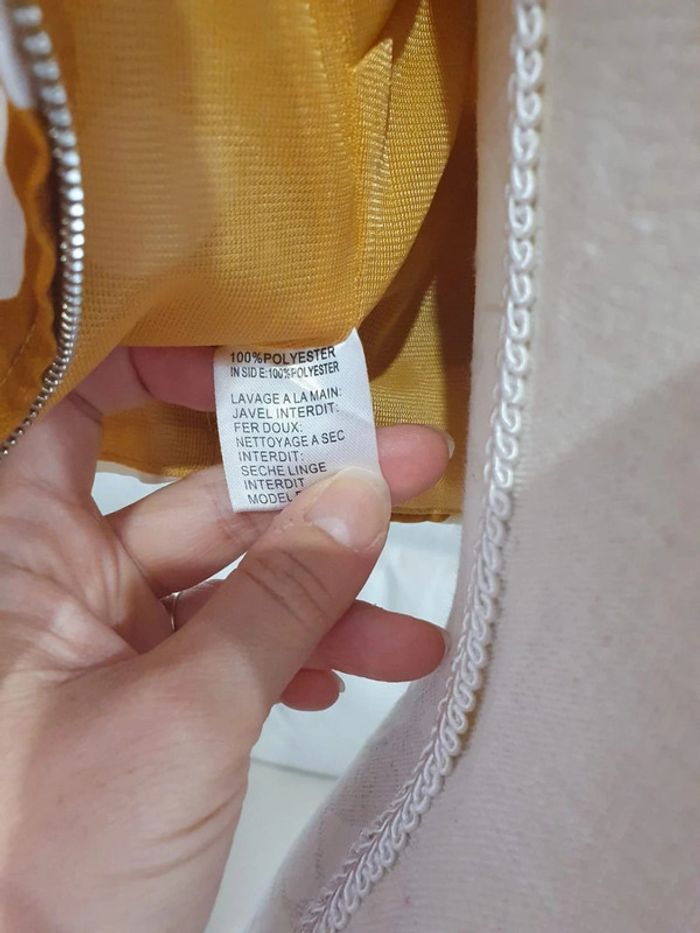 100%POLYESTER
IN SID E:100%POLYESTER
LAVAGE A LA MAIN:
JAVEL INTERDIT:
FER DOUX:
NETTOYAGE A SEC
INTERDIT:
SECHE LINGE
INTERDIT